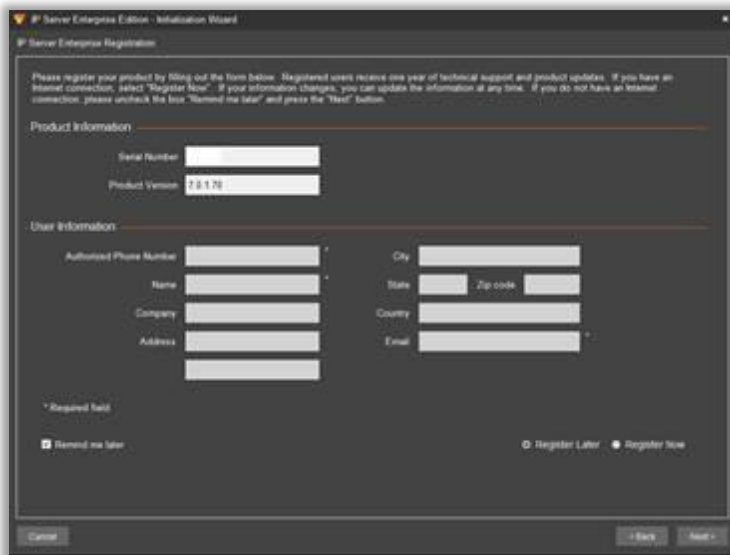 IP Server Enterprise Edition - Initialization Wizard
IP Server Enterprise Registration
Please register your product by filling out the form below. Registered users receive one year of technical support and product updates. If you have an
Internet connection, select "Register Now". If your information changes, you can update the information at any time. If you do not have an Internet
connection, please uncheck the box "Remind me later" and press the "Next" button.
Product Information
Serial Number
Product Version 7.0.1.70
User Information
Authorized Phone Number * City
Name * State Zip code
Company Country
Address Email *
* Required field
Remind me later Register Later Register Now
Cancel < Back Next >